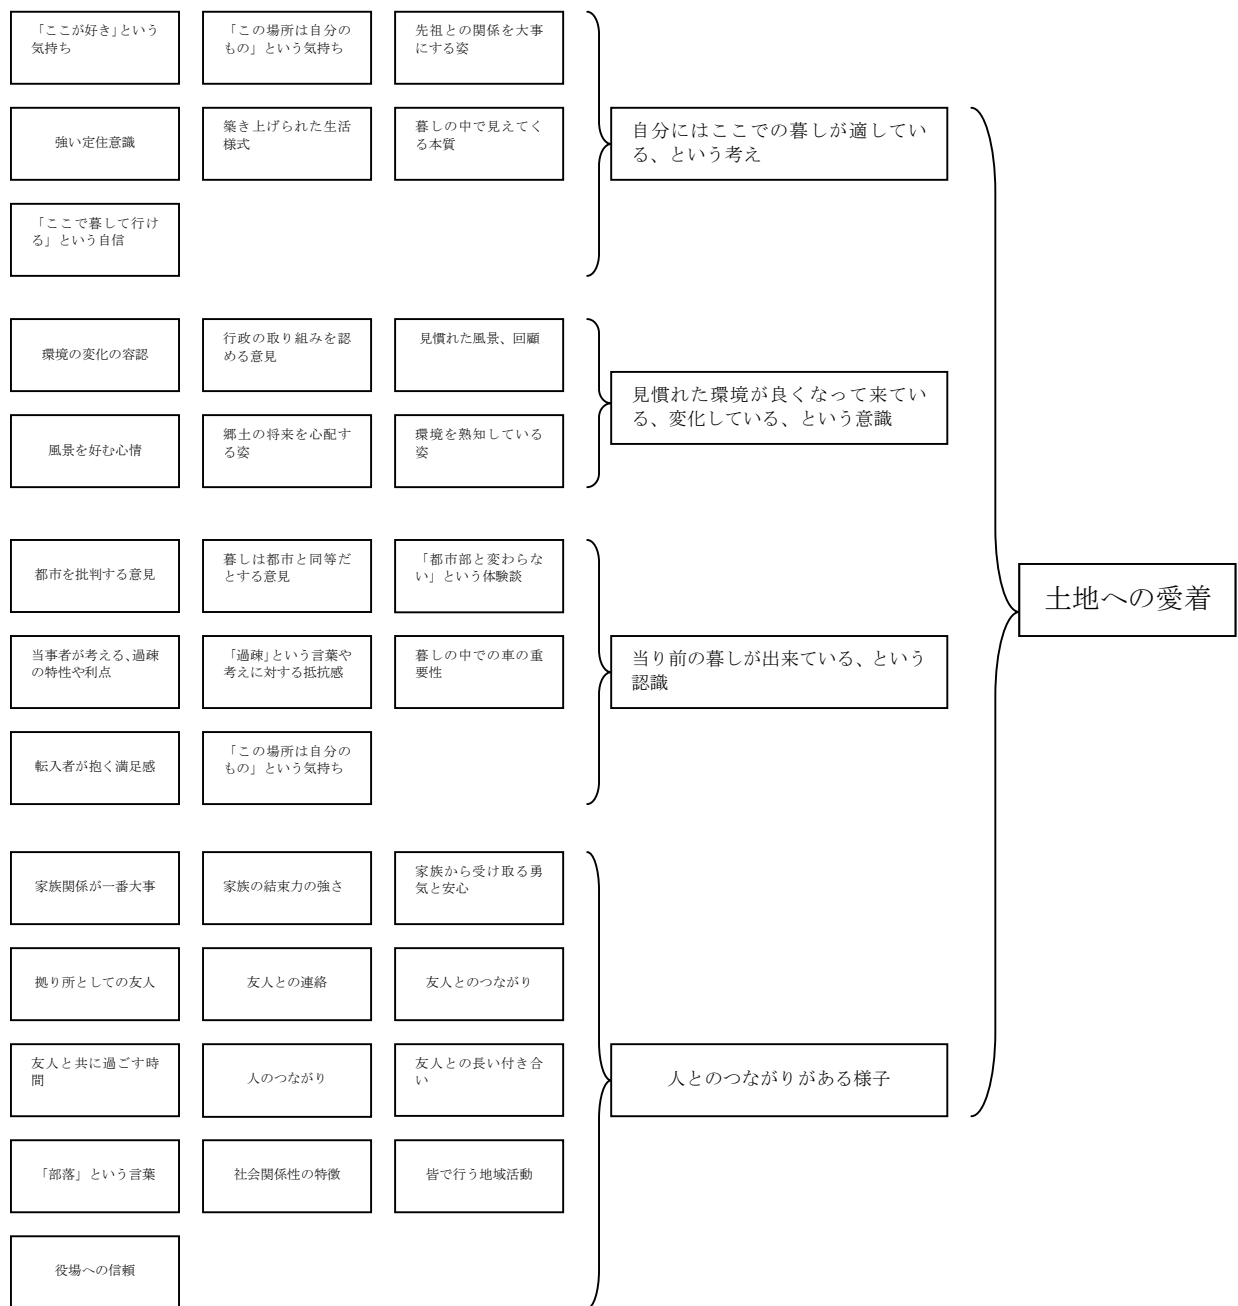 「ここが好き」という
気持ち
「この場所は自分の
もの」という気持ち
先祖との関係を大事
にする姿
強い定住意識
築き上げられた生活
様式
暮しの中で見えてく
る本質
「ここで暮して行け
る」という自信
自分にはここでの暮しが適してい
る、という考え
環境の変化の容認
行政の取り組みを認
める意見
見慣れた風景、回顧
風景を好む心情
郷土の将来を心配す
る姿
環境を熟知している
姿
見慣れた環境が良くなって来てい
る、変化している、という意識
都市を批判する意見
暮しは都市と同等だ
とする意見
「都市部と変わらな
い」という体験談
当事者が考える、過疎
の特性や利点
「過疎」という言葉や
考えに対する抵抗感
暮しの中での車の重
要性
転入者が抱く満足感
「この場所は自分の
もの」という気持ち
当り前の暮しが出来ている、という
認識
家族関係が一番大事
家族の結束力の強さ
家族から受け取る勇
気と安心
拠り所としての友人
友人との連絡
友人とのつながり
友人と共に過ごす時
間
人のつながり
友人との長い付き合
い
「部落」という言葉
社会関係性の特徴
皆で行う地域活動
役場への信頼
人とのつながりがある様子
土地への愛着